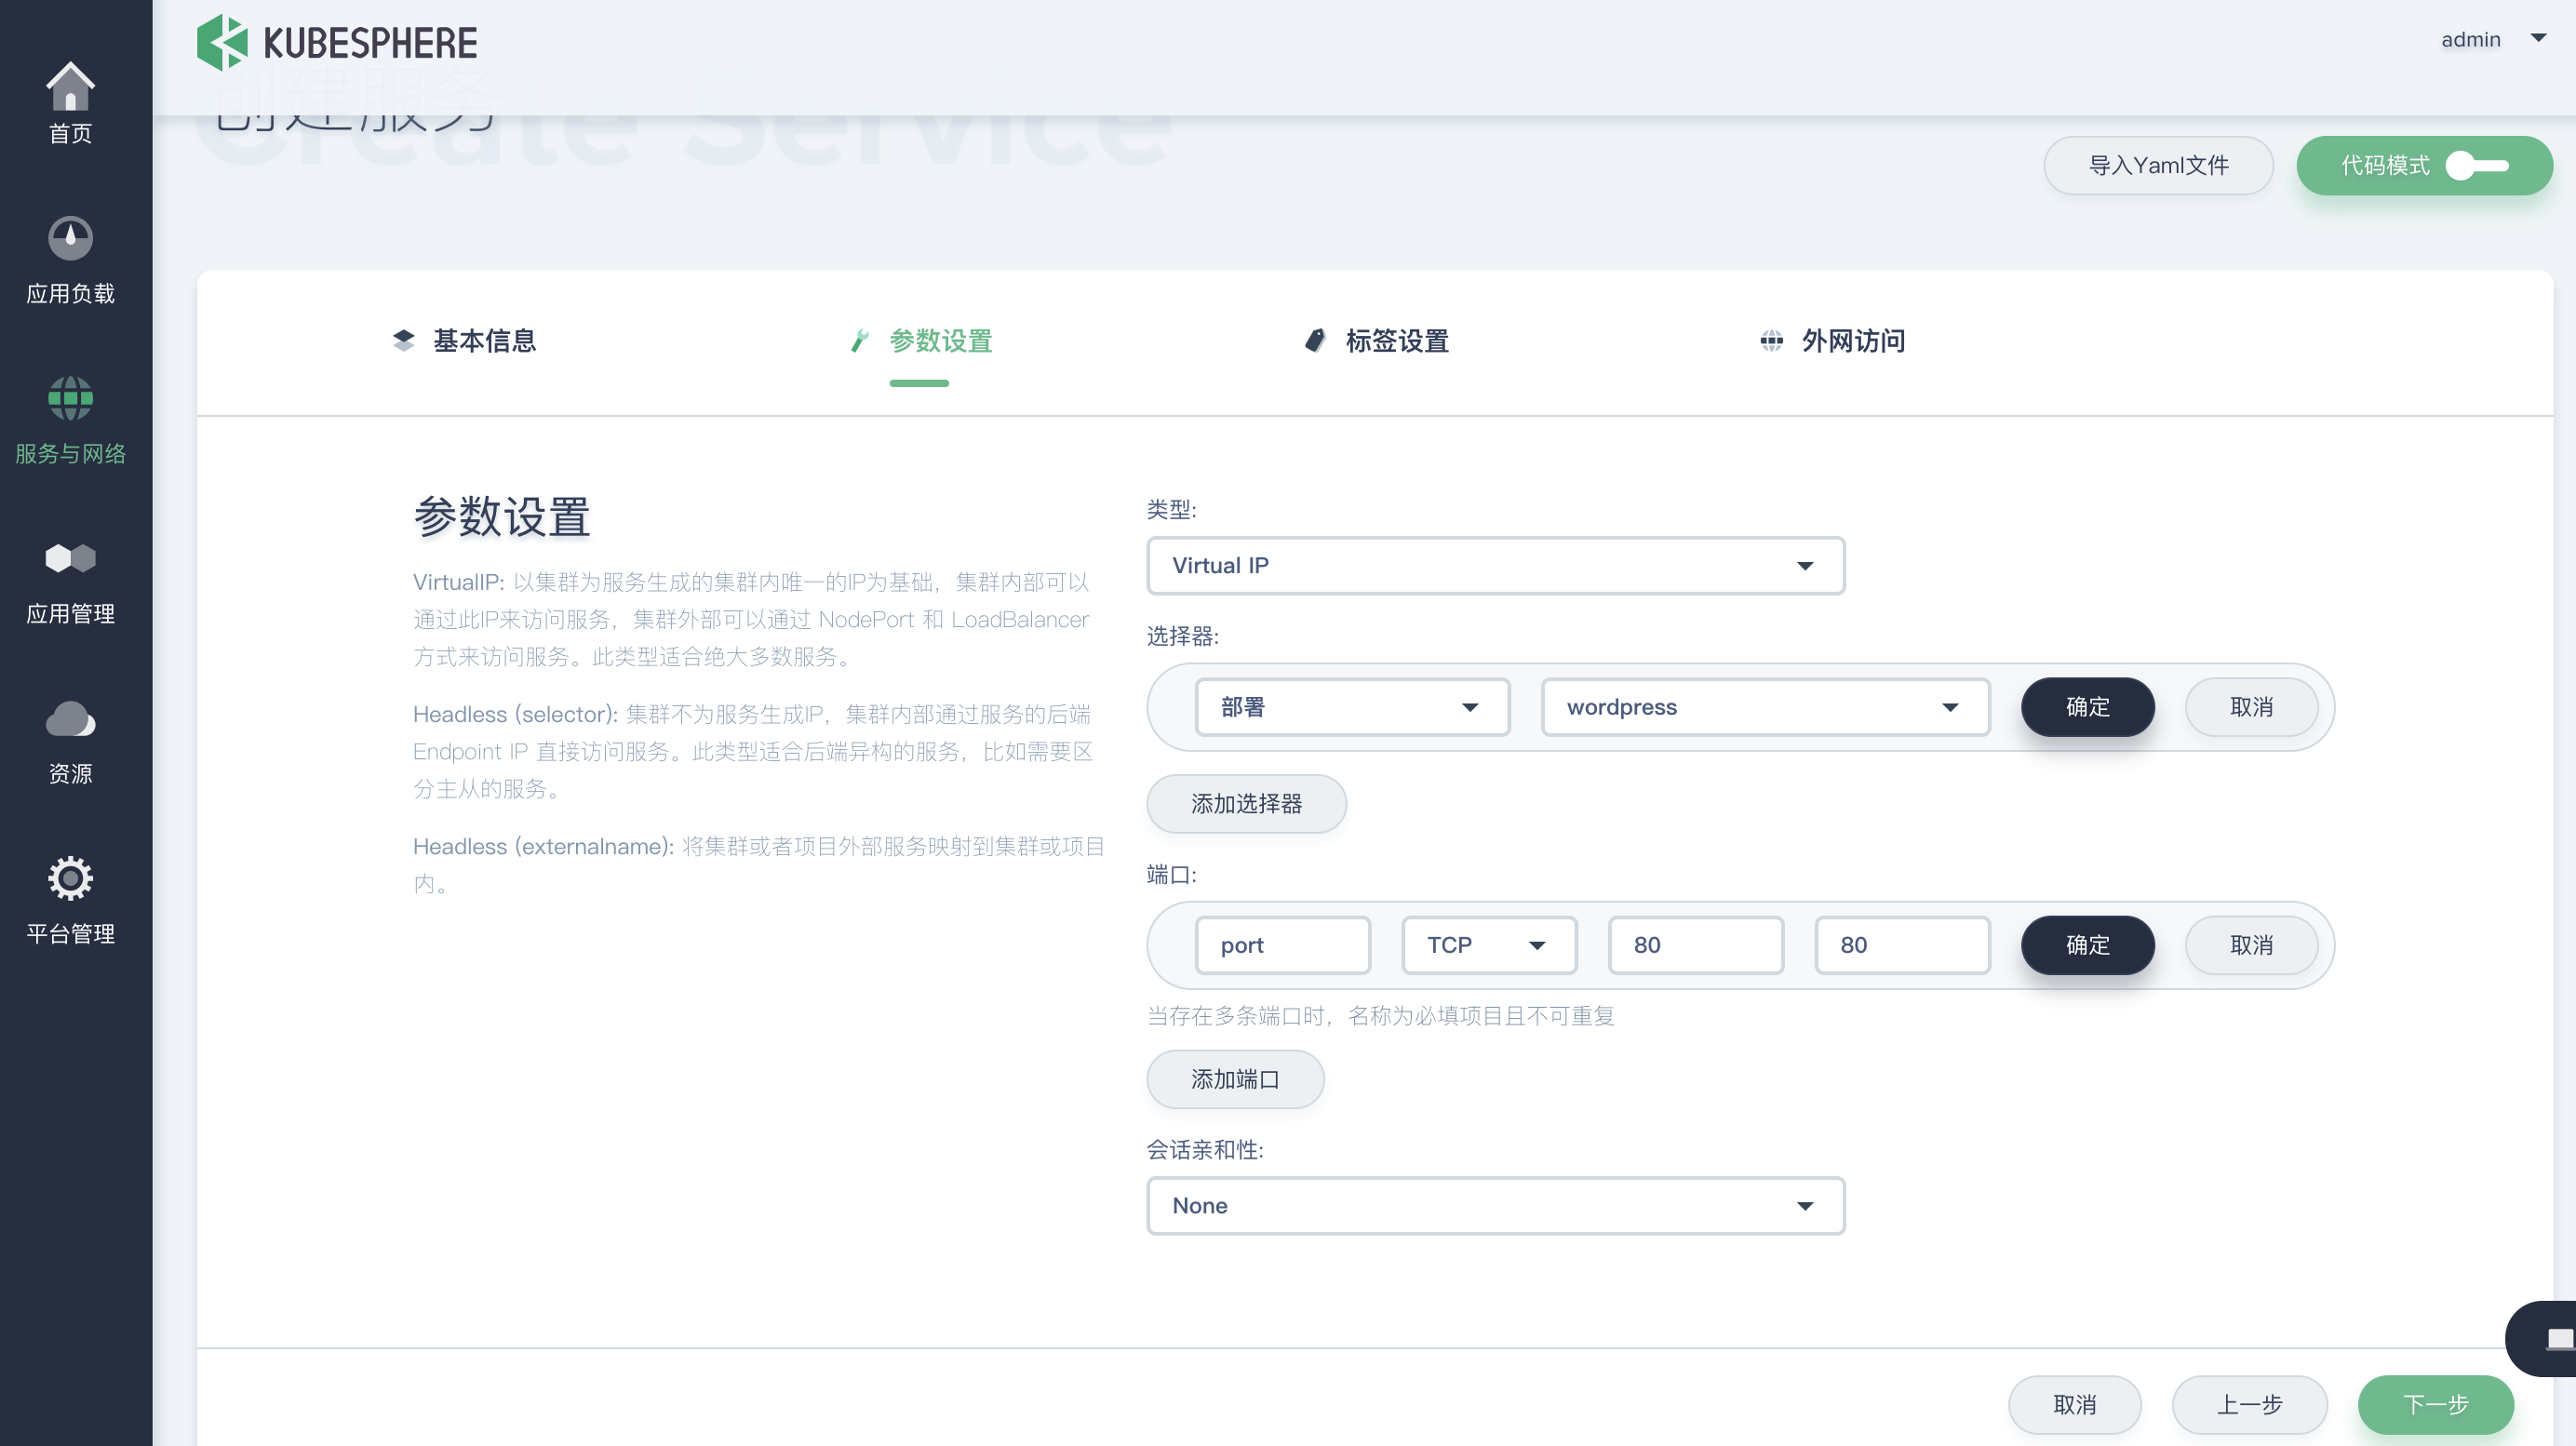 KUBESPHERE
admin
创建服务
Create Service
导入Yaml文件
代码模式
首页
应用负载
服务与网络
应用管理
资源
平台管理
基本信息
参数设置
标签设置
外网访问
参数设置
VirtualIP: 以集群为服务生成的集群内唯一的IP为基础，集群内部可以
通过此IP来访问服务，集群外部可以通过 NodePort 和 LoadBalancer
方式来访问服务。此类型适合绝大多数服务。
Headless (selector): 集群不为服务生成IP，集群内部通过服务的后端
Endpoint IP 直接访问服务。此类型适合后端异构的服务，比如需要区
分主从的服务。
Headless (externalname): 将集群或者项目外部服务映射到集群或项目
内。
类型:
Virtual IP
选择器:
部署
wordpress
确定
取消
添加选择器
端口:
port
TCP
80
80
确定
取消
当存在多条端口时，名称为必填项目且不可重复
添加端口
会话亲和性:
None
取消
上一步
下一步